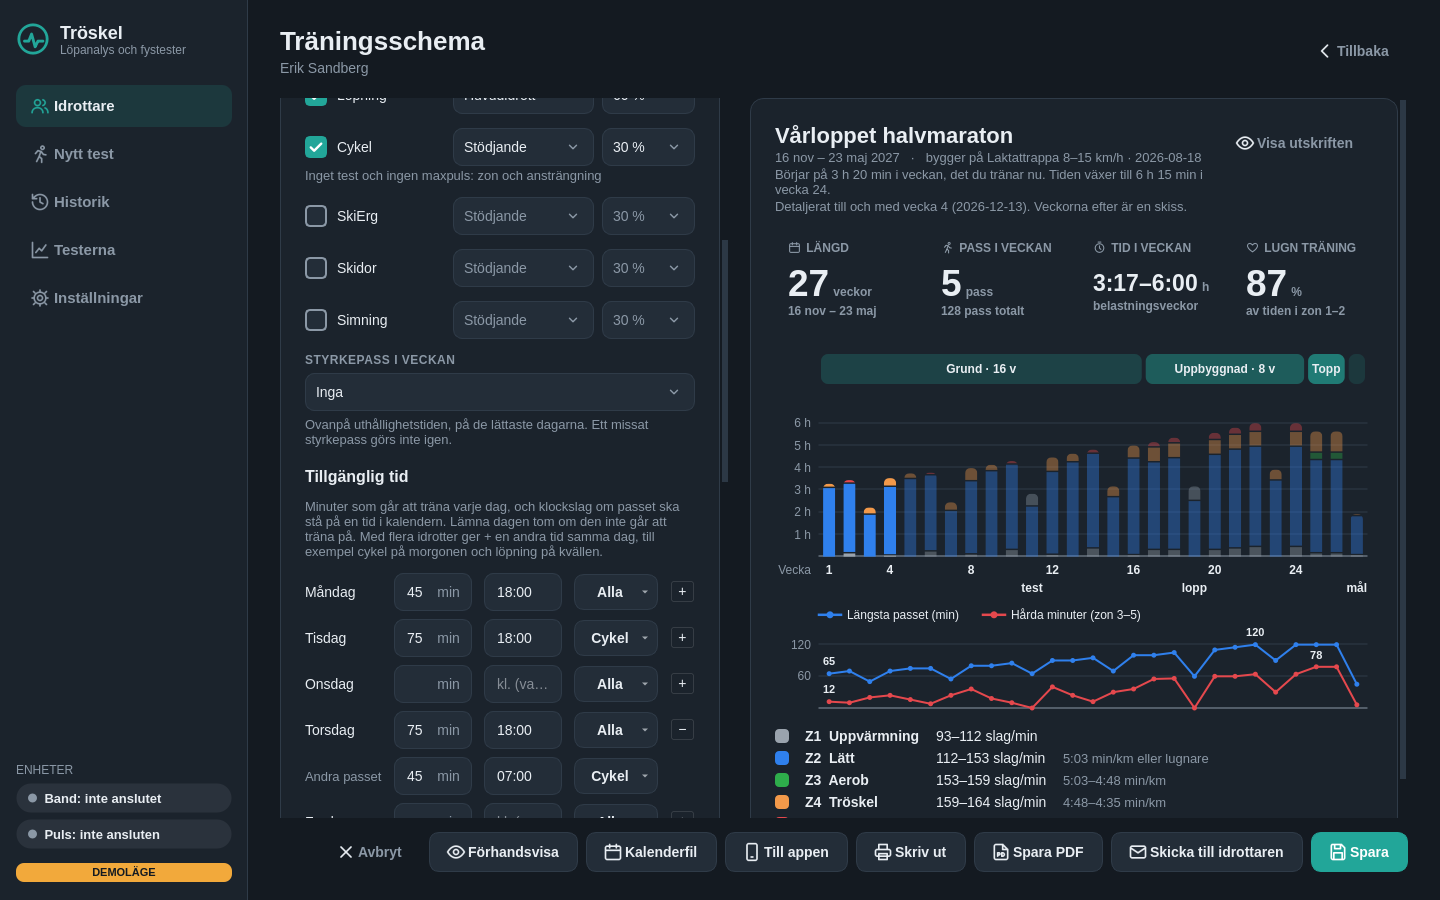 Tröskel
Löpanalys och fystester
Idrottare
Nytt test
Historik
Testerna
Inställningar
ENHETER
Band: inte anslutet
Puls: inte ansluten
DEMOLÄGE
Träningsschema
Erik Sandberg
Tillbaka
Cykel Stödjande 30 %
Inget test och ingen maxpuls: zon och ansträngning
SkiErg Stödjande 30 %
Skidor Stödjande 30 %
Simning Stödjande 30 %
STYRKEPASS I VECKAN
Inga
Ovanpå uthållighetstiden, på de lättaste dagarna. Ett missat
styrkepass görs inte igen.
Tillgänglig tid
Minuter som går att träna varje dag, och klockslag om passet ska
stå på en tid i kalendern. Lämna dagen tom om den inte går att
träna på. Med flera idrotter ger + en andra tid samma dag, till
exempel cykel på morgonen och löpning på kvällen.
Måndag 45 min 18:00 Alla +
Tisdag 75 min 18:00 Cykel +
Onsdag min kl. (va… Alla +
Torsdag 75 min 18:00 Alla −
Andra passet 45 min 07:00 Cykel
Vårloppet halvmaraton
Visa utskriften
16 nov – 23 maj 2027 · bygger på Laktattrappa 8–15 km/h · 2026-08-18
Börjar på 3 h 20 min i veckan, det du tränar nu. Tiden växer till 6 h 15 min i
vecka 24.
Detaljerat till och med vecka 4 (2026-12-13). Veckorna efter är en skiss.
LÄNGD
27 veckor
16 nov – 23 maj
PASS I VECKAN
5 pass
128 pass totalt
TID I VECKAN
3:17–6:00 h
belastningsveckor
LUGN TRÄNING
87 %
av tiden i zon 1–2
Grund · 16 v Uppbyggnad · 8 v Topp
6 h
5 h
4 h
3 h
2 h
1 h
Vecka 1 4 8 12 16 20 24
test lopp mål
Längsta passet (min) Hårda minuter (zon 3–5)
120
120
65
78
60
12
Z1 Uppvärmning 93–112 slag/min
Z2 Lätt 112–153 slag/min 5:03 min/km eller lugnare
Z3 Aerob 153–159 slag/min 5:03–4:48 min/km
Z4 Tröskel 159–164 slag/min 4:48–4:35 min/km
Avbryt Förhandsvisa Kalenderfil Till appen Skriv ut Spara PDF Skicka till idrottaren Spara